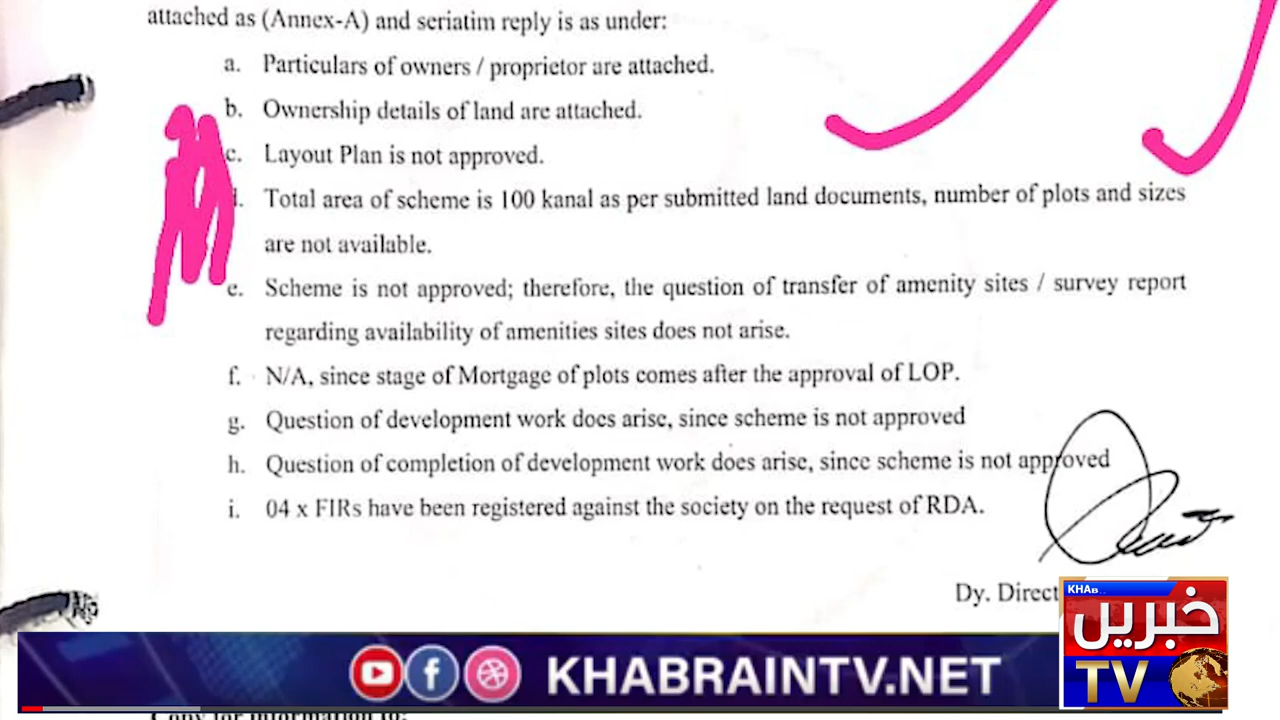 attached as (Annex-A) and seriatim reply is as under:
a. Particulars of owners / proprietor are attached.
b. Ownership details of land are attached.
c. Layout Plan is not approved.
d. Total area of scheme is 100 kanal as per submitted land documents, number of plots and sizes
are not available.
e. Scheme is not approved; therefore, the question of transfer of amenity sites / survey report
regarding availability of amenities sites does not arise.
f. N/A, since stage of Mortgage of plots comes after the approval of LOP.
g. Question of development work does arise, since scheme is not approved
h. Question of completion of development work does arise, since scheme is not approved
i. 04 x FIRs have been registered against the society on the request of RDA.
Dy. Direct
KHAB..
خبریں
TV
KHABRAINTV.NET
Copy for information to: